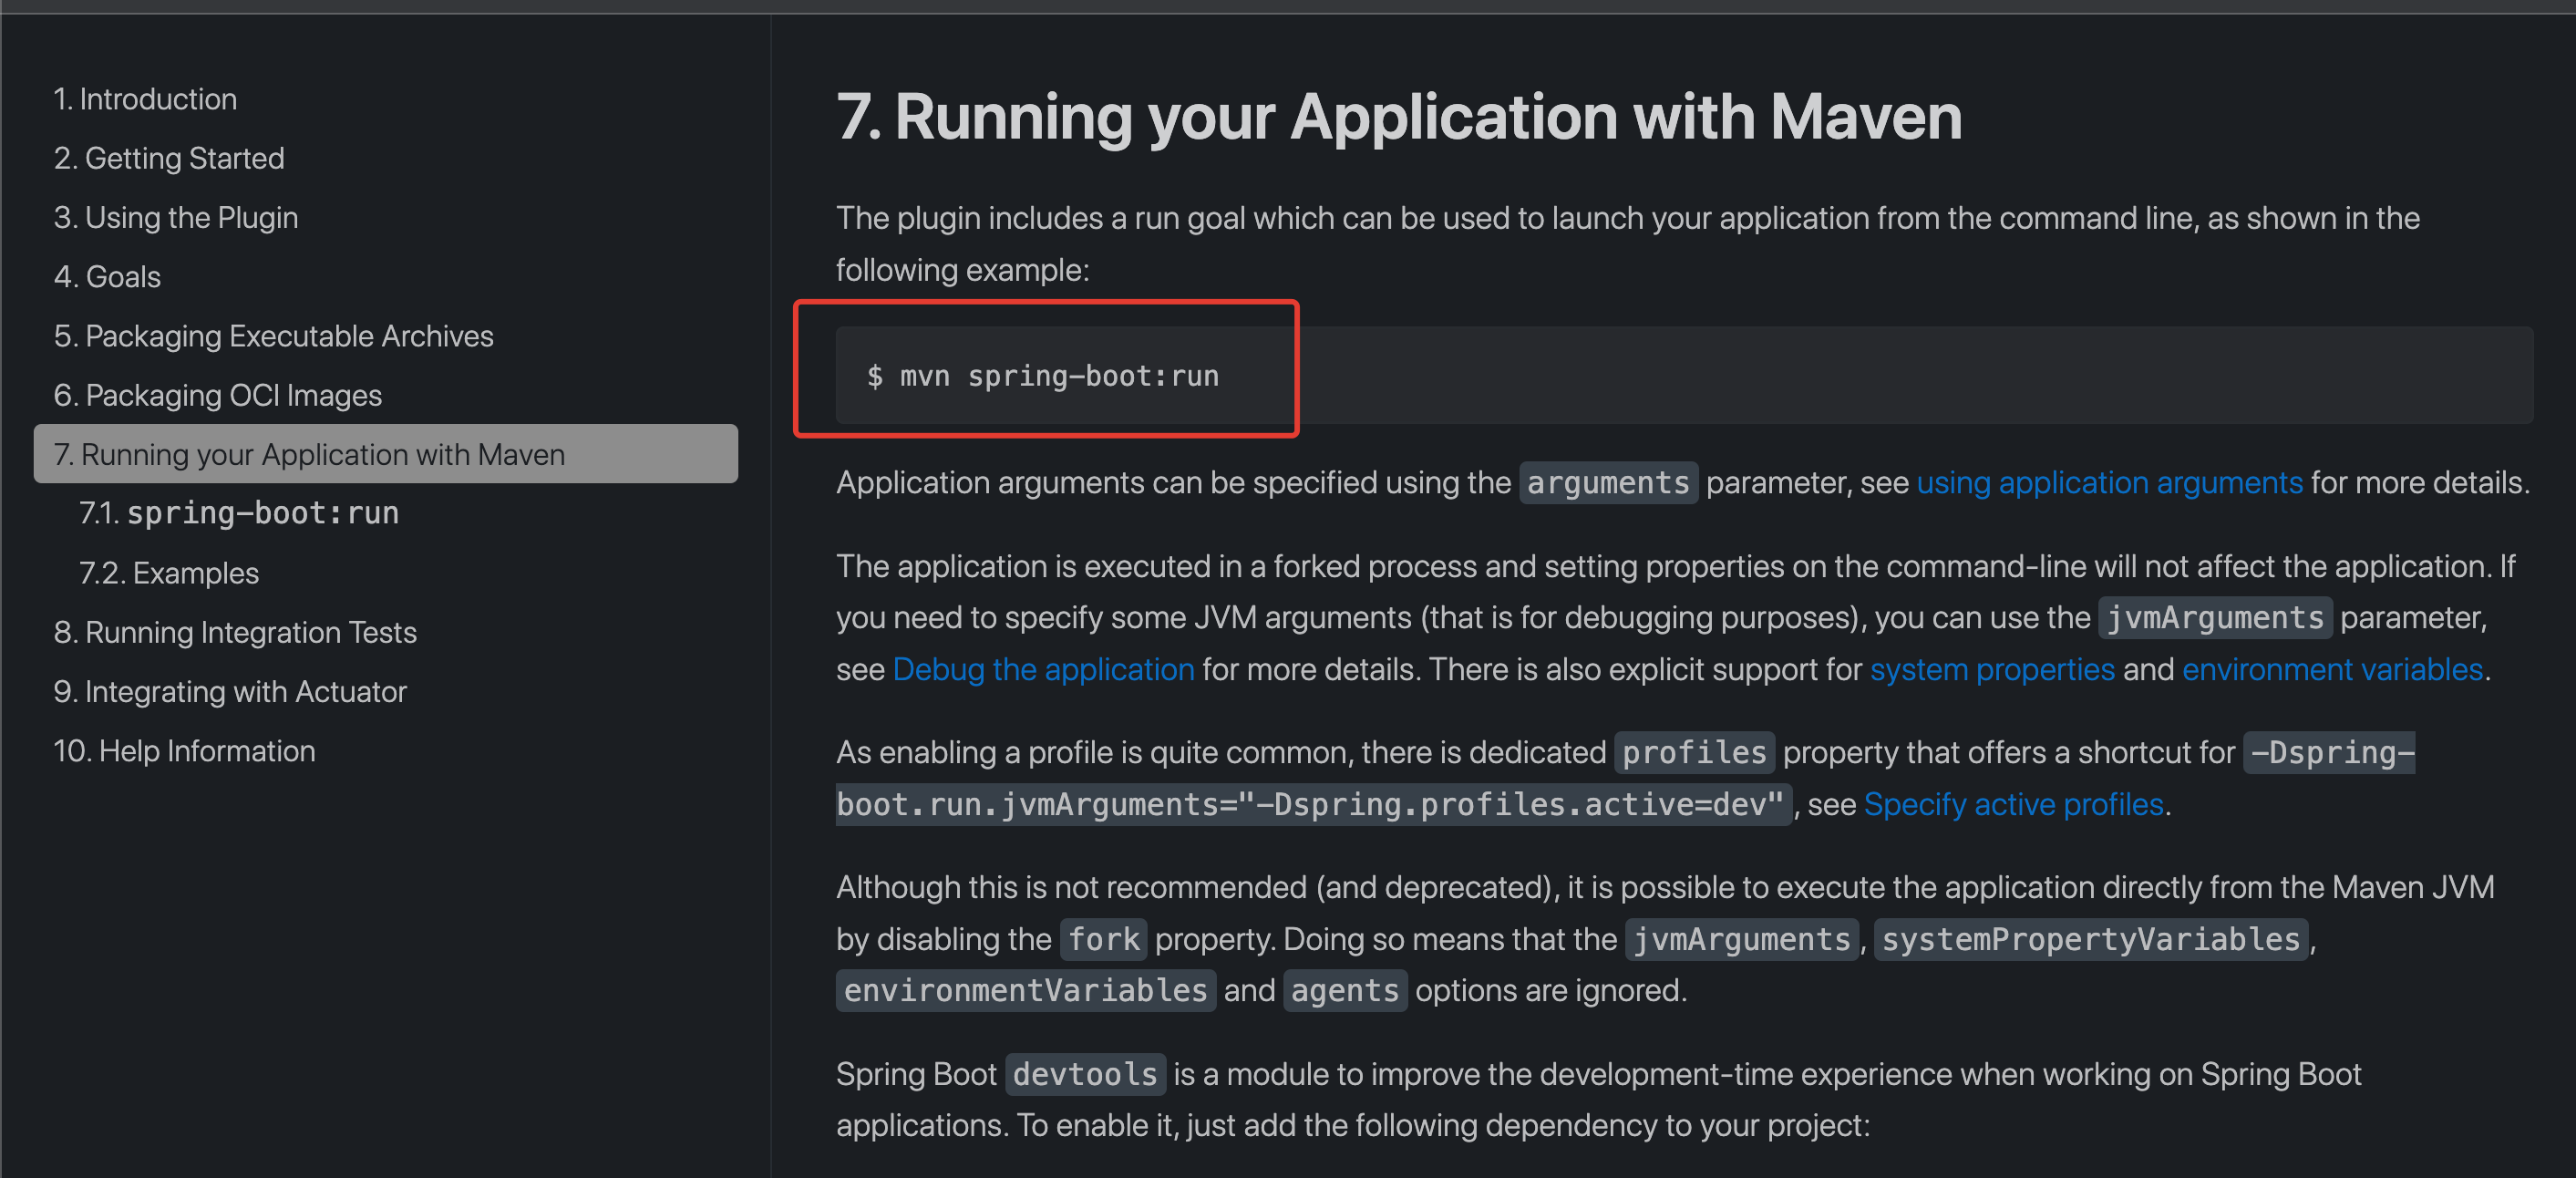 1. Introduction
2. Getting Started
3. Using the Plugin
4. Goals
5. Packaging Executable Archives
6. Packaging OCI Images
7. Running your Application with Maven
7.1. spring-boot:run
7.2. Examples
8. Running Integration Tests
9. Integrating with Actuator
10. Help Information
7. Running your Application with Maven
The plugin includes a run goal which can be used to launch your application from the command line, as shown in the
following example:
$ mvn spring-boot:run
Application arguments can be specified using the arguments parameter, see using application arguments for more details.
The application is executed in a forked process and setting properties on the command-line will not affect the application. If
you need to specify some JVM arguments (that is for debugging purposes), you can use the jvmArguments parameter,
see Debug the application for more details. There is also explicit support for system properties and environment variables.
As enabling a profile is quite common, there is dedicated profiles property that offers a shortcut for -Dspring-
boot.run.jvmArguments="-Dspring.profiles.active=dev", see Specify active profiles.
Although this is not recommended (and deprecated), it is possible to execute the application directly from the Maven JVM
by disabling the fork property. Doing so means that the jvmArguments, systemPropertyVariables,
environmentVariables and agents options are ignored.
Spring Boot devtools is a module to improve the development-time experience when working on Spring Boot
applications. To enable it, just add the following dependency to your project: